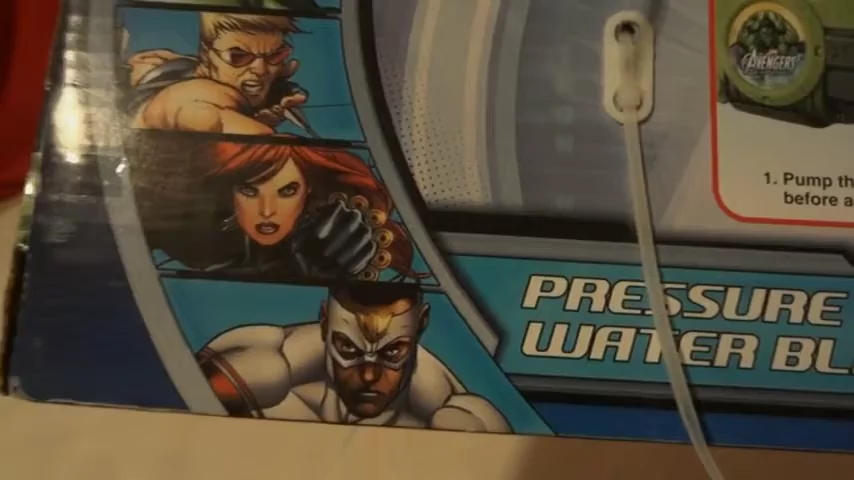 AVENGERS
1. Pump th
before a
PRESSURE
WATER BL